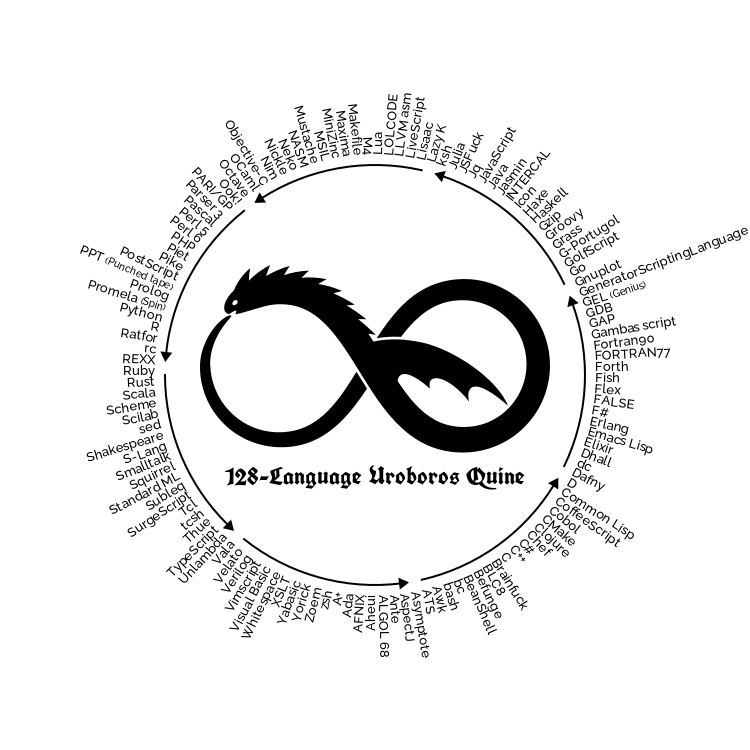 128-Language Uroboros Quine
Ruby
Rust
Scala
Scheme
Scilab
sed
Shakespeare
S-Lang
Smalltalk
Squirrel
Standard ML
Subleq
SurgeScript
Tcl
tcsh
Thue
TypeScript
Unlambda
Vala
Velato
Verilog
Vimscript
Visual Basic
Whitespace
XSLT
Yabasic
Yorick
Zoem
zsh
A+
Ada
AFNIX
Aheui
ALGOL 68
Ante
AspectJ
Asymptote
ATS
Awk
bash
bc
BeanShell
Befunge
BLC8
Brainfuck
C
C++
C#
Chef
Clojure
CMake
Cobol
CoffeeScript
Common Lisp
D
Dafny
dc
Dhall
Elixir
Emacs Lisp
Erlang
F#
FALSE
Flex
Fish
Forth
FORTRAN77
Fortran90
Gambas script
GAP
GDB
GEL (Genius)
GeneratorScriptingLanguage
Gnuplot
Go
GolfScript
G-Portugol
Grass
Groovy
Gzip
Haskell
Haxe
Icon
INTERCAL
Jasmin
Java
JavaScript
Jq
JSFuck
Julia
ksh
Lazy K
Lisaac
LiveScript
LLVM asm
LOLCODE
Lua
M4
Makefile
Maxima
MiniZinc
MSIL
Mustache
NASM
Neko
Nickle
Nim
Objective-C
OCaml
Octave
Ook!
PARI/GP
Parser 3
Pascal
Perl 5
Perl 6
PHP
Piet
Pike
PostScript
PPT (Punched tape)
Prolog
Promela (Spin)
Python
R
Ratfor
rc
REXX